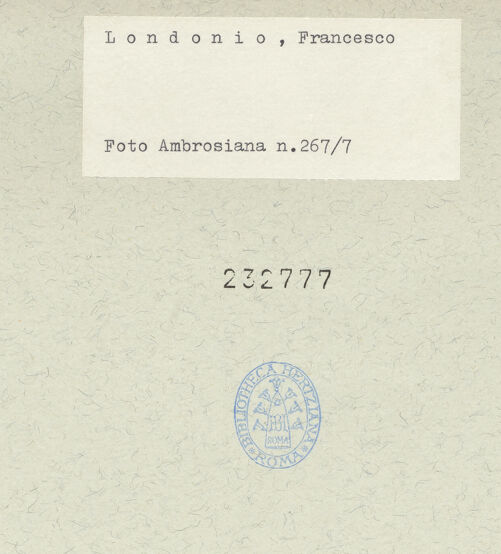 L o n d o n i o , Francesco
Foto Ambrosiana n.267/7
232777
BIBLIOTHECA HERTZIANA
ROMA
* ROMA *